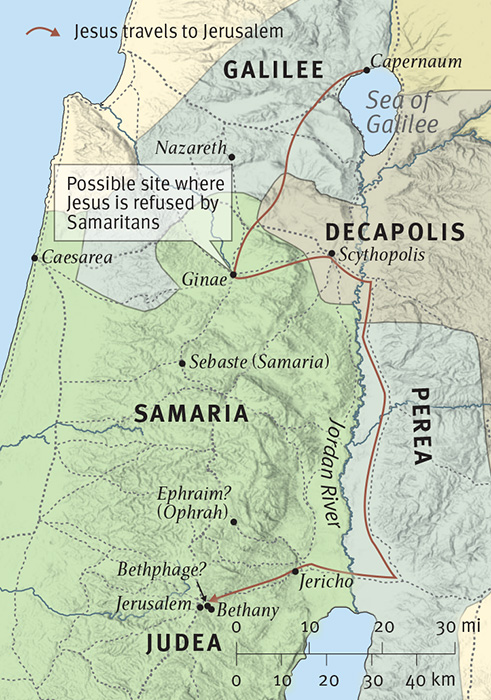 Jesus travels to Jerusalem
GALILEE
Capernaum
Sea of
Galilee
Nazareth
Possible site where
Jesus is refused by
Samaritans
DECAPOLIS
Scythopolis
Caesarea
Ginae
Sebaste (Samaria)
SAMARIA
PEREA
Jordan River
Ephraim?
(Ophrah)
Bethphage?
Jericho
Jerusalem
Bethany
JUDEA
0 10 20 30 mi
0 10 20 30 40 km